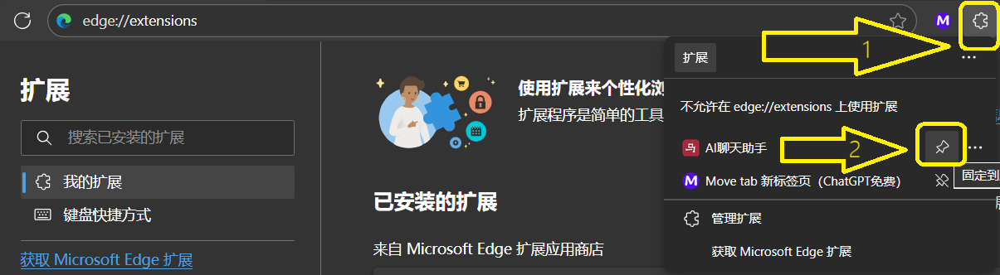 edge://extensions
M
1
扩展
扩展
使用扩展来个性化浏
扩展程序是简单的工具
不允许在 edge://extensions 上使用扩展
搜索已安装的扩展
AI聊天助手
2
固定到
我的扩展
M Move tab 新标签页（ChatGPT免费）
已安装的扩展
键盘快捷方式
管理扩展
来自 Microsoft Edge 扩展应用商店
获取 Microsoft Edge 扩展
获取 Microsoft Edge 扩展